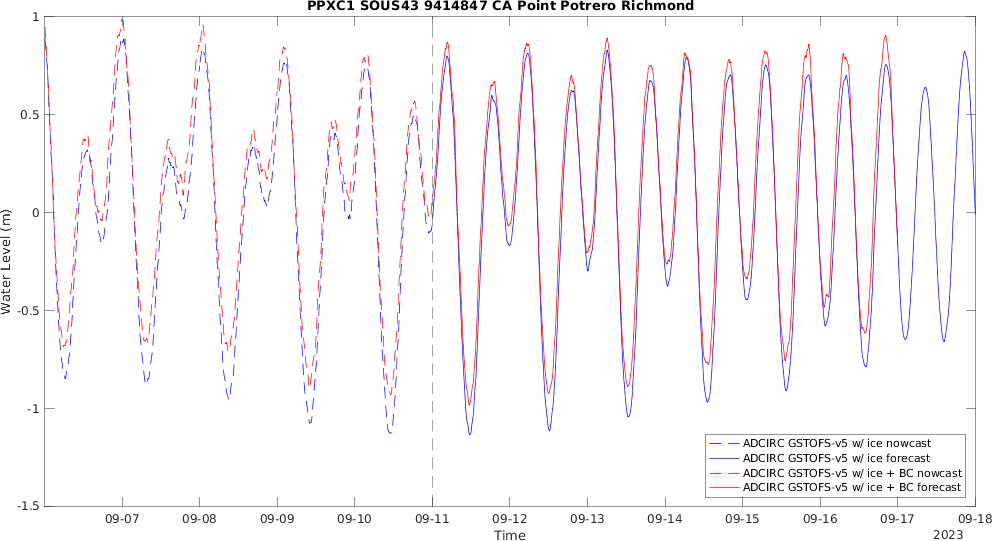 PPXC1 SOUS43 9414847 CA Point Potrero Richmond
1
0.5
0
-0.5
-1
-1.5
Water Level (m)
09-07 09-08 09-09 09-10 09-11 09-12 09-13 09-14 09-15 09-16 09-17 09-18
Time
2023
ADCIRC GSTOFS-v5 w/ ice nowcast
ADCIRC GSTOFS-v5 w/ ice forecast
ADCIRC GSTOFS-v5 w/ ice + BC nowcast
ADCIRC GSTOFS-v5 w/ ice + BC forecast